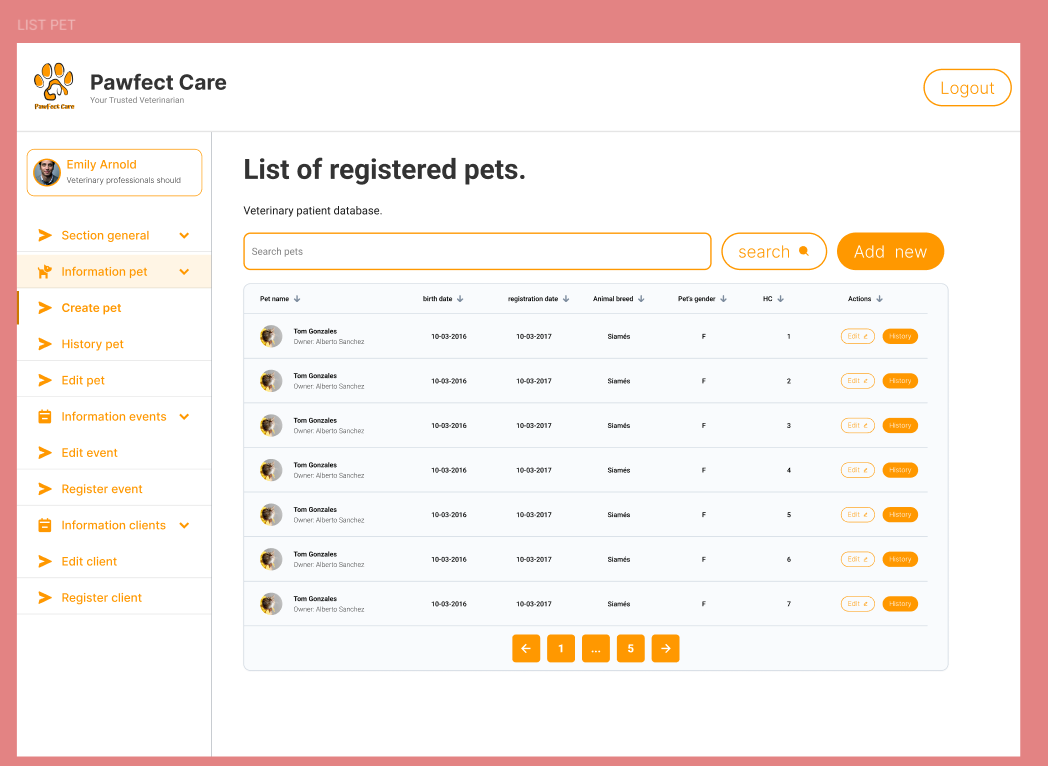 LIST PET
Pawfect Care
Pawfect Care
Your Trusted Veterinarian
Logout
Emily Arnold
Veterinary professionals should
Section general
Information pet
Create pet
History pet
Edit pet
Information events
Edit event
Register event
Information clients
Edit client
Register client
List of registered pets.
Veterinary patient database.
Search pets
search
Add new
Pet name birth date registration date Animal breed Pet's gender HC Actions
Tom Gonzales
Owner: Alberto Sanchez
10-03-2016 10-03-2017 Siamés F 1 Edit History
Tom Gonzales
Owner: Alberto Sanchez
10-03-2016 10-03-2017 Siamés F 2 Edit History
Tom Gonzales
Owner: Alberto Sanchez
10-03-2016 10-03-2017 Siamés F 3 Edit History
Tom Gonzales
Owner: Alberto Sanchez
10-03-2016 10-03-2017 Siamés F 4 Edit History
Tom Gonzales
Owner: Alberto Sanchez
10-03-2016 10-03-2017 Siamés F 5 Edit History
Tom Gonzales
Owner: Alberto Sanchez
10-03-2016 10-03-2017 Siamés F 6 Edit History
Tom Gonzales
Owner: Alberto Sanchez
10-03-2016 10-03-2017 Siamés F 7 Edit History
1 ... 5